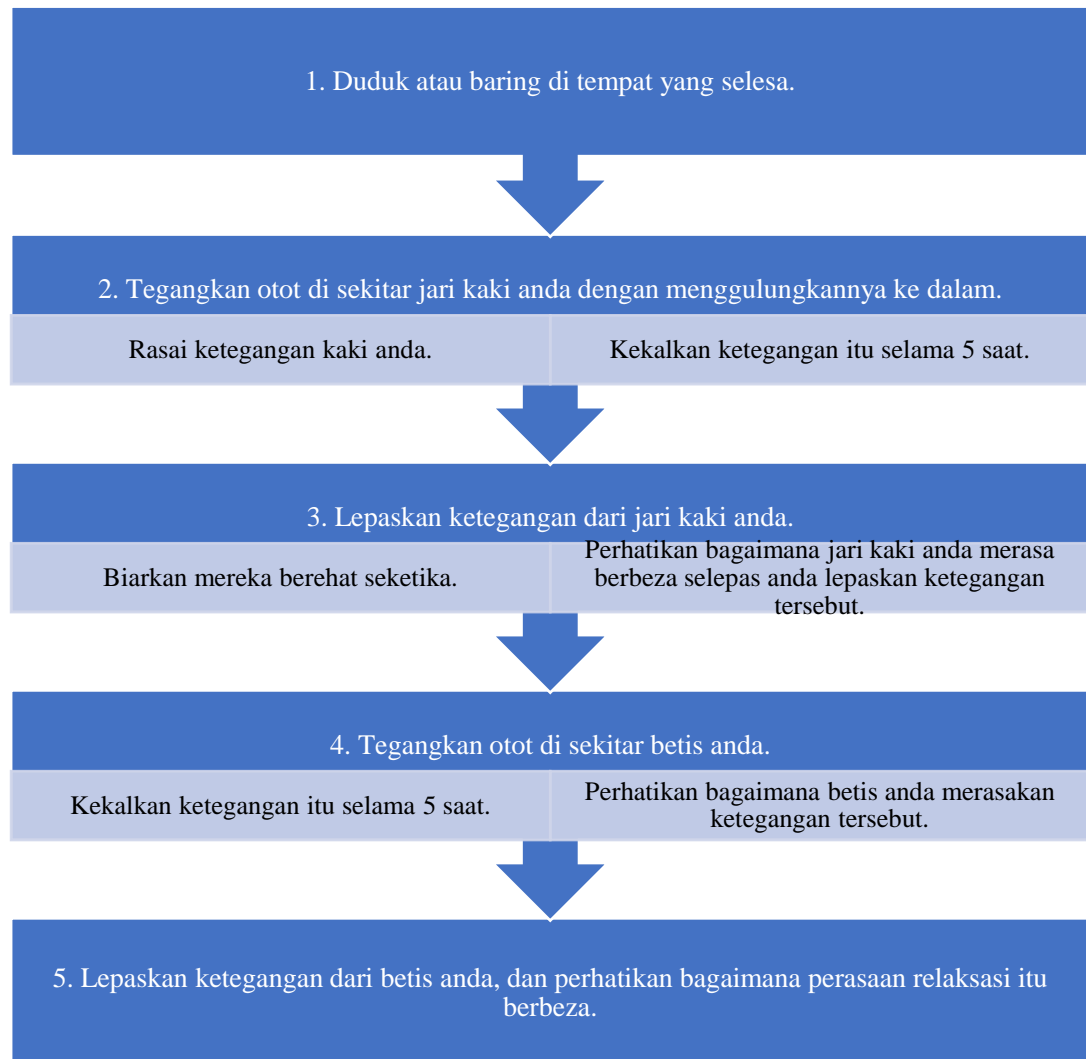 1. Duduk atau baring di tempat yang selesa.
2. Tegangkan otot di sekitar jari kaki anda dengan menggulungkannya ke dalam.
Rasai ketegangan kaki anda.
Kekalkan ketegangan itu selama 5 saat.
3. Lepaskan ketegangan dari jari kaki anda.
Biarkan mereka berehat seketika.
Perhatikan bagaimana jari kaki anda merasa
berbeza selepas anda lepaskan ketegangan
tersebut.
4. Tegangkan otot di sekitar betis anda.
Kekalkan ketegangan itu selama 5 saat.
Perhatikan bagaimana betis anda merasakan
ketegangan tersebut.
5. Lepaskan ketegangan dari betis anda, dan perhatikan bagaimana perasaan relaksasi itu
berbeza.